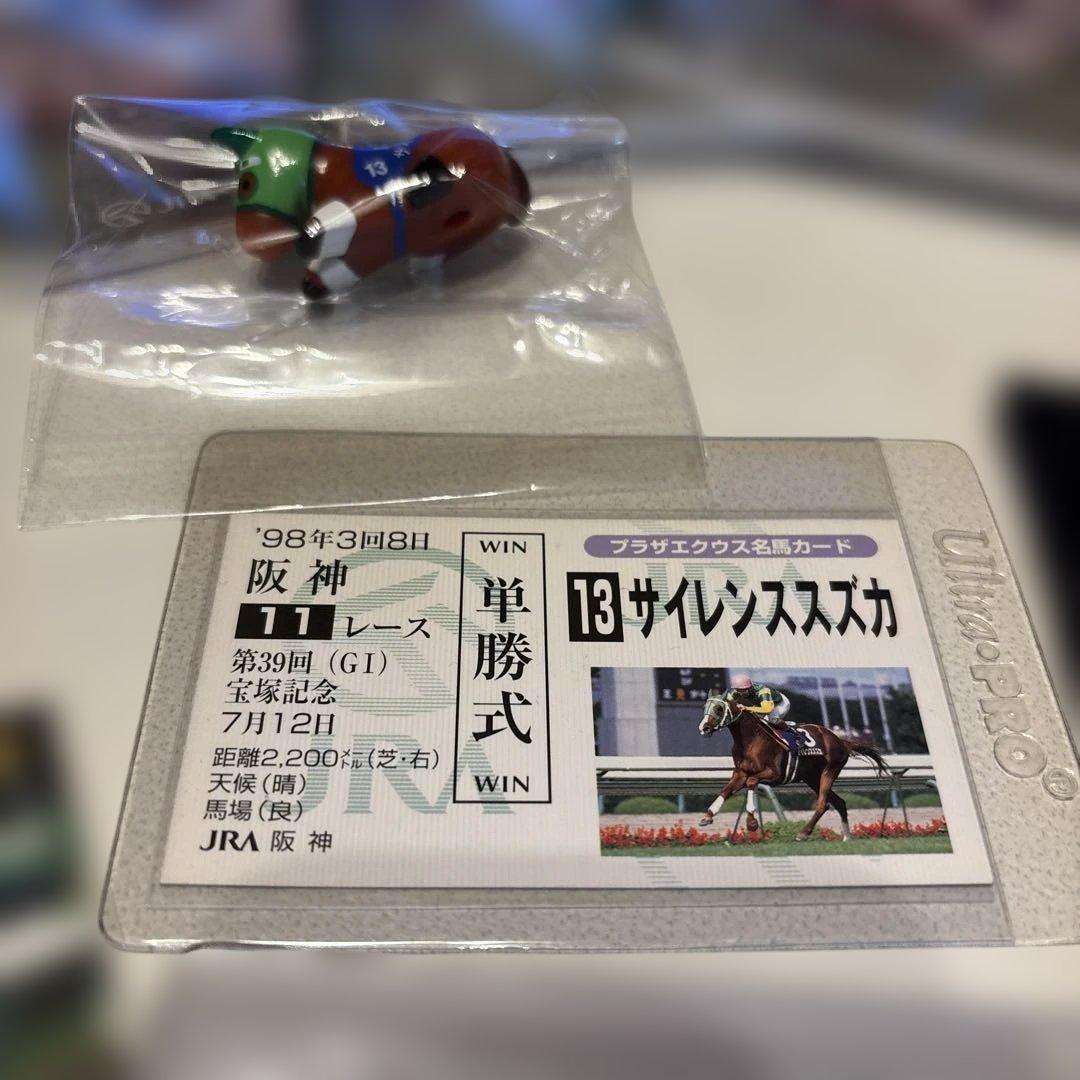 13
'98年3回8日
阪神
11レース
第39回(GI)
宝塚記念
7月12日
距離2,200㍍(芝・右)
天候(晴)
馬場(良)
JRA 阪神
WIN
単勝式
WIN
プラザエクウス名馬カード
13 サイレンススズカ
3
JRA
Ultra・PRO®